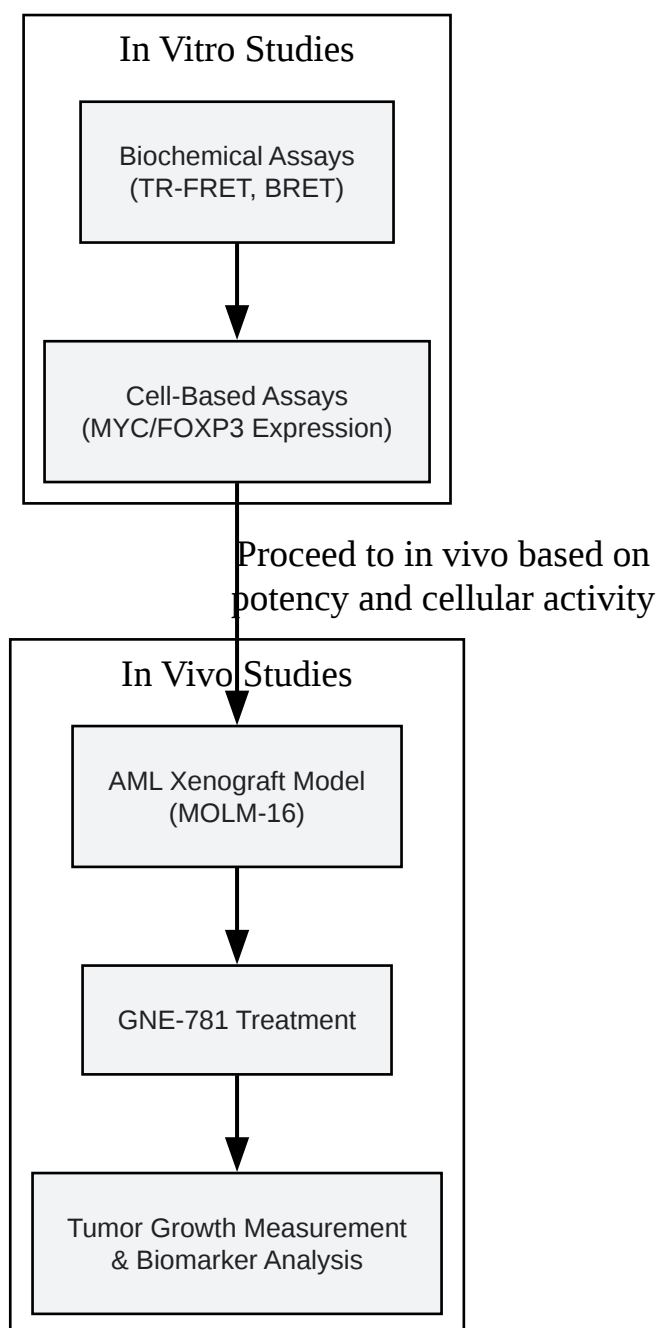 In Vitro Studies
Biochemical Assays
(TR-FRET, BRET)
Cell-Based Assays
(MYC/FOXP3 Expression)
Proceed to in vivo based on
potency and cellular activity
In Vivo Studies
AML Xenograft Model
(MOLM-16)
GNE-781 Treatment
Tumor Growth Measurement
& Biomarker Analysis